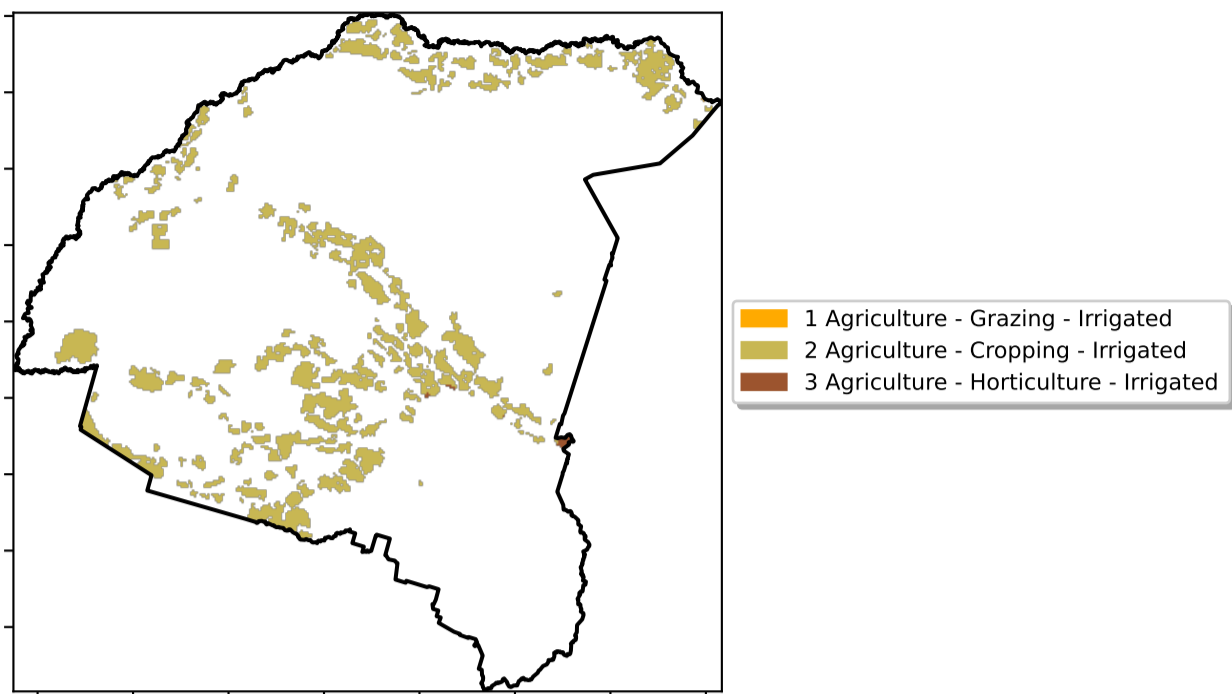 1 Agriculture - Grazing - Irrigated
2 Agriculture - Cropping - Irrigated
3 Agriculture - Horticulture - Irrigated